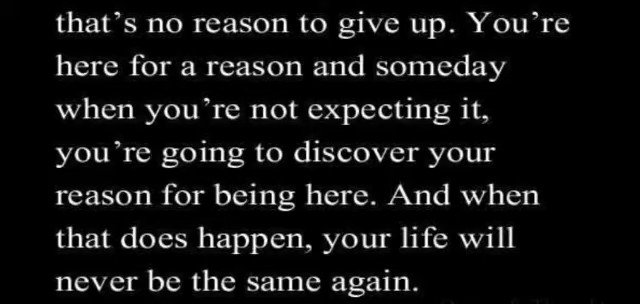 that’s no reason to give up. You’re
here for a reason and someday
when you’re not expecting it,
you’re going to discover your
reason for being here. And when
that does happen, your life will
never be the same again.